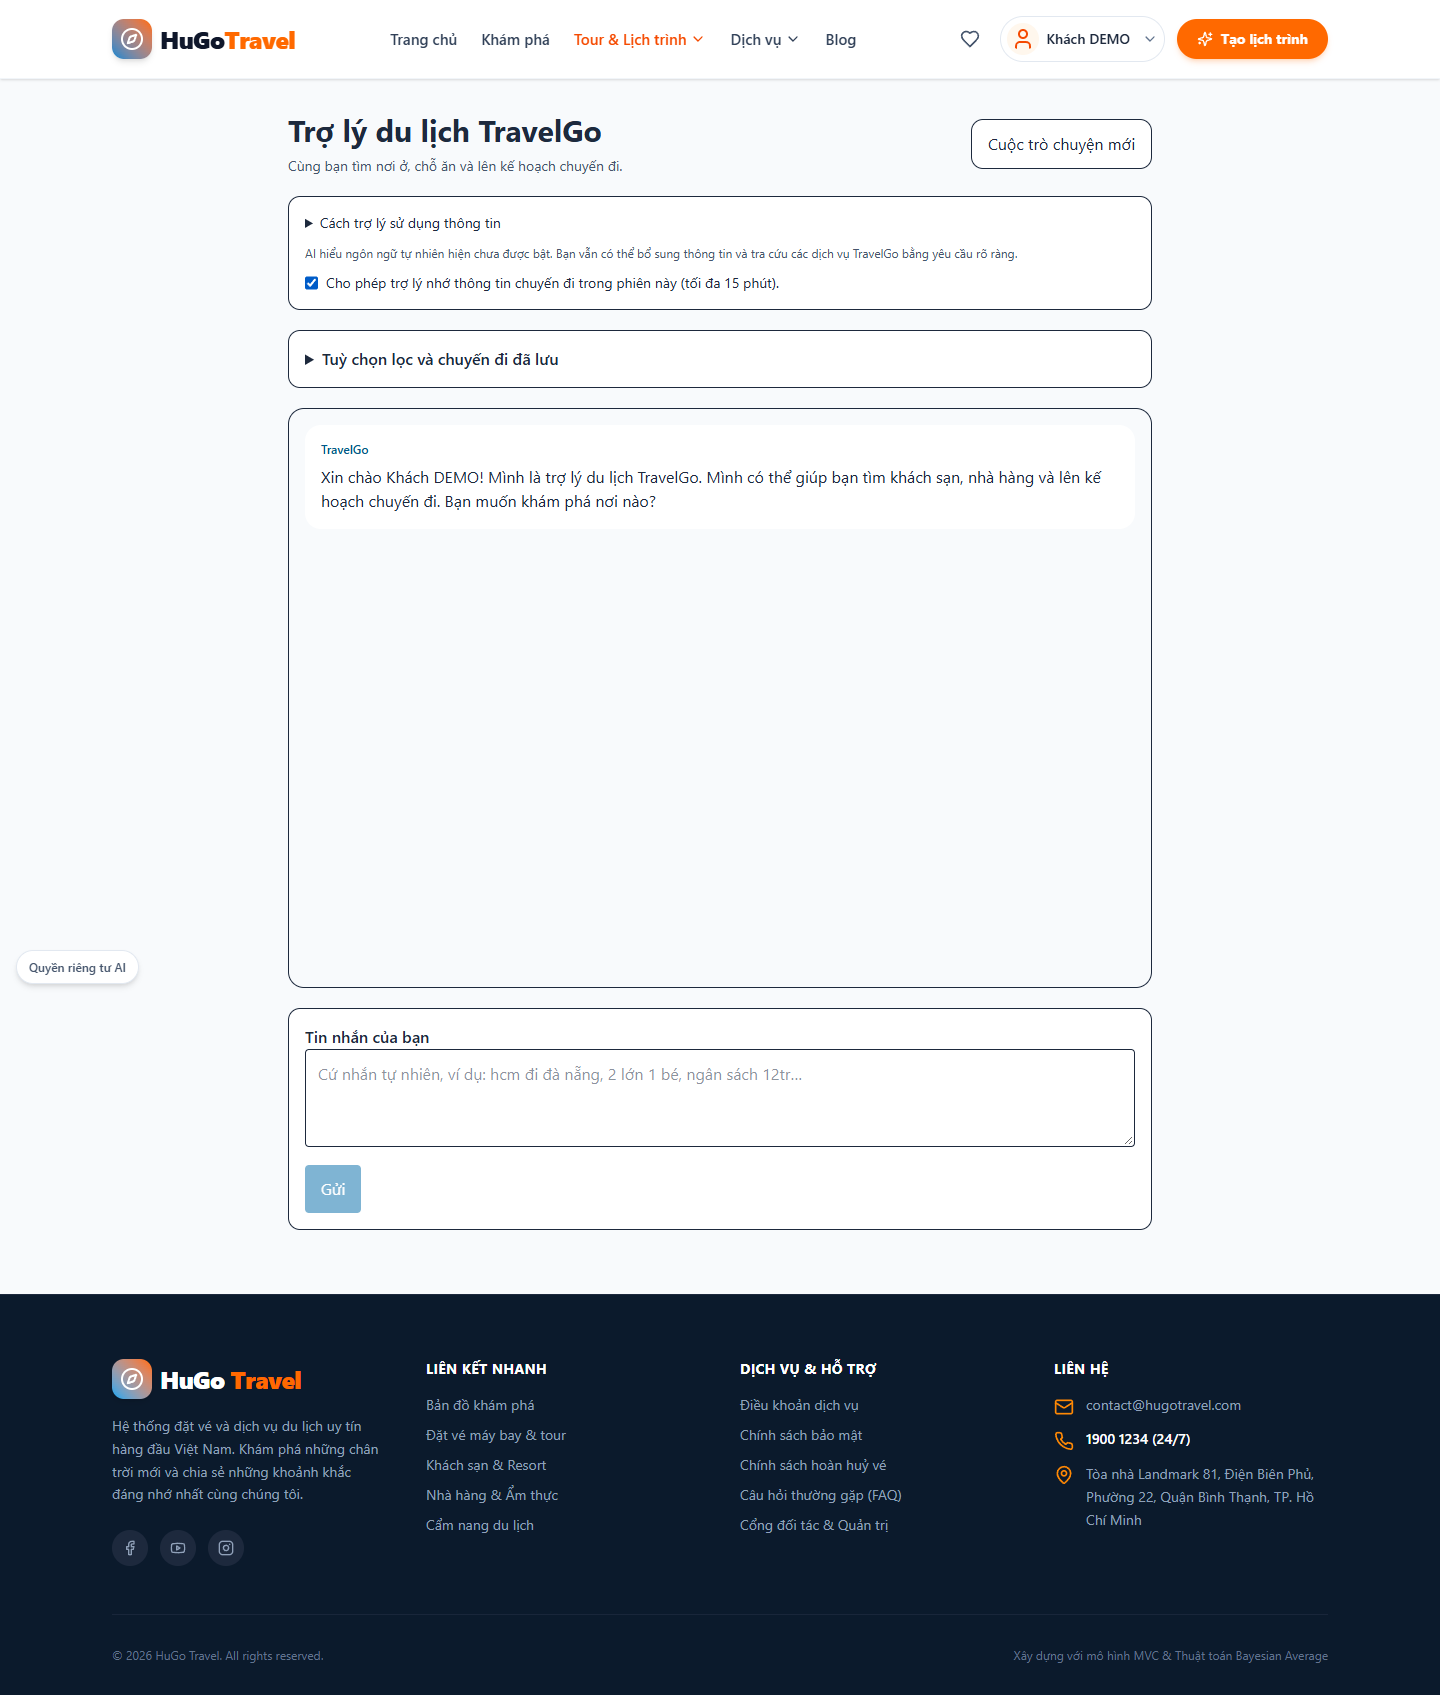 HuGoTravel
Trang chủ
Khám phá
Tour & Lịch trình
Dịch vụ
Blog
Khách DEMO
Tạo lịch trình
Trợ lý du lịch TravelGo
Cùng bạn tìm nơi ở, chỗ ăn và lên kế hoạch chuyến đi.
Cuộc trò chuyện mới
Cách trợ lý sử dụng thông tin
AI hiểu ngôn ngữ tự nhiên hiện chưa được bật. Bạn vẫn có thể bổ sung thông tin và tra cứu các dịch vụ TravelGo bằng yêu cầu rõ ràng.
Cho phép trợ lý nhớ thông tin chuyến đi trong phiên này (tối đa 15 phút).
Tuỳ chọn lọc và chuyến đi đã lưu
TravelGo
Xin chào Khách DEMO! Mình là trợ lý du lịch TravelGo. Mình có thể giúp bạn tìm khách sạn, nhà hàng và lên kế
hoạch chuyến đi. Bạn muốn khám phá nơi nào?
Quyền riêng tư AI
Tin nhắn của bạn
Cứ nhắn tự nhiên, ví dụ: hcm đi đà nẵng, 2 lớn 1 bé, ngân sách 12tr...
Gửi
HuGo Travel
Hệ thống đặt vé và dịch vụ du lịch uy tín
hàng đầu Việt Nam. Khám phá những chân
trời mới và chia sẻ những khoảnh khắc
đáng nhớ nhất cùng chúng tôi.
LIÊN KẾT NHANH
Bản đồ khám phá
Đặt vé máy bay & tour
Khách sạn & Resort
Nhà hàng & Ẩm thực
Cẩm nang du lịch
DỊCH VỤ & HỖ TRỢ
Điều khoản dịch vụ
Chính sách bảo mật
Chính sách hoàn huỷ vé
Câu hỏi thường gặp (FAQ)
Cổng đối tác & Quản trị
LIÊN HỆ
contact@hugotravel.com
1900 1234 (24/7)
Tòa nhà Landmark 81, Điện Biên Phủ,
Phường 22, Quận Bình Thạnh, TP. Hồ
Chí Minh
© 2026 HuGo Travel. All rights reserved.
Xây dựng với mô hình MVC & Thuật toán Bayesian Average